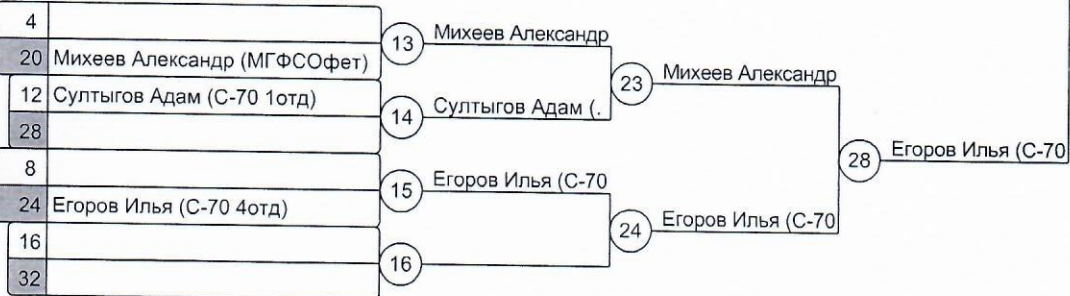 4
20 Михеев Александр (МГФСОфет)
12 Султыгов Адам (С-70 1отд)
28
8
24 Егоров Илья (С-70 4отд)
16
32
13 Михеев Александр
14 Султыгов Адам (.
15 Егоров Илья (С-70
16
23 Михеев Александр
24 Егоров Илья (С-70
28 Егоров Илья (С-70